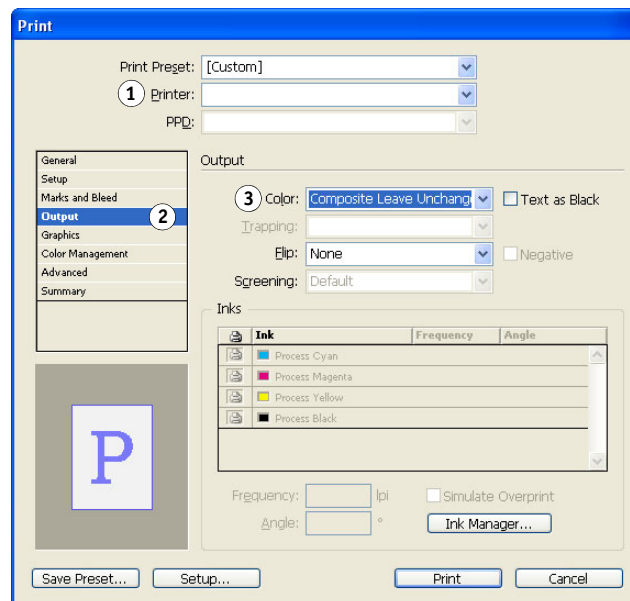 Print
Print Preset: [Custom]
1 Printer:
PPD:
General
Setup
Marks and Bleed
Output 2
Graphics
Color Management
Advanced
Summary
Output
3 Color: Composite Leave Unchang Text as Black
Trapping:
Flip: None Negative
Screening: Default
Inks
Ink Frequency Angle
Process Cyan
Process Magenta
Process Yellow
Process Black
P
Frequency: lpi Simulate Overprint
Angle: ° Ink Manager...
Save Preset... Setup... Print Cancel